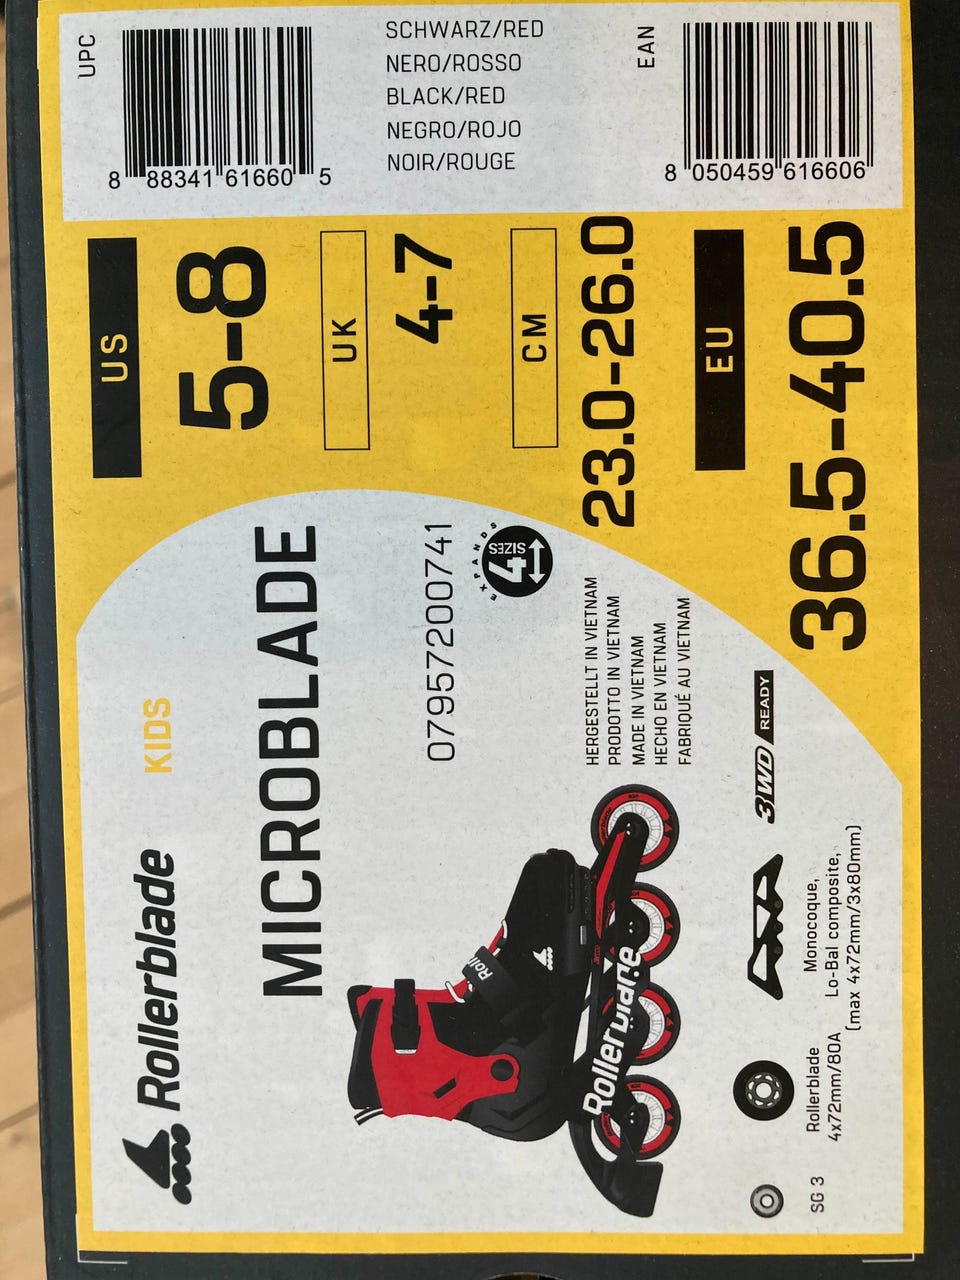 Rollerblade
KIDS
MICROBLADE
079572007 41
EXPANDS
4
SIZES
HERGESTELLT IN VIETNAM
PRODOTTO IN VIETNAM
MADE IN VIETNAM
HECHO EN VIETNAM
FABRIQUÉ AU VIETNAM
Rollerblade
SG 3
Rollerblade
4x72mm/80A
Monocoque,
Lo-Bal composite,
(max 4x72mm/3x80mm)
3WD READY
US
5-8
UK
4-7
CM
23.0-26.0
EU
36.5-40.5
UPC
8 88341 61660 5
SCHWARZ/RED
NERO/ROSSO
BLACK/RED
NEGRO/ROJO
NOIR/ROUGE
EAN
8 050459 616606